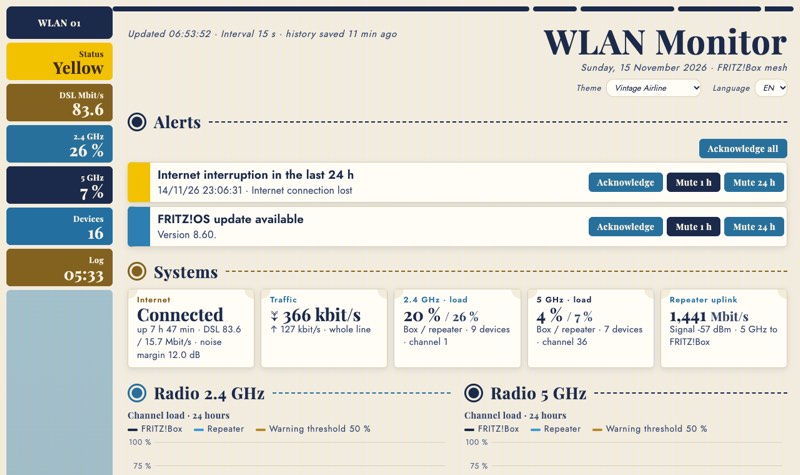 WLAN 01
Status
Yellow
DSL Mbit/s
83.6
2.4 GHz
26 %
5 GHz
7 %
Devices
16
Log
05:33
Updated 06:53:52 · Interval 15 s · history saved 11 min ago
WLAN Monitor
Sunday, 15 November 2026 · FRITZ!Box mesh
Theme Vintage Airline Language EN
Alerts
Acknowledge all
Internet interruption in the last 24 h
14/11/26 23:06:31 · Internet connection lost
Acknowledge Mute 1 h Mute 24 h
FRITZ!OS update available
Version 8.60.
Acknowledge Mute 1 h Mute 24 h
Systems
Internet
Connected
up 7 h 47 min · DSL 83.6
/ 15.7 Mbit/s · noise
margin 12.0 dB
Traffic
↓ 366 kbit/s
↑ 127 kbit/s · whole line
2.4 GHz · load
20 % / 26 %
Box / repeater · 9 devices
· channel 1
5 GHz · load
4 % / 7 %
Box / repeater · 7 devices
· channel 36
Repeater uplink
1,441 Mbit/s
Signal -57 dBm · 5 GHz to
FRITZ!Box
Radio 2.4 GHz
Channel load · 24 hours
FRITZ!Box Repeater Warning threshold 50 %
100 %
75 %
Radio 5 GHz
Channel load · 24 hours
FRITZ!Box Repeater Warning threshold 50 %
100 %
75 %